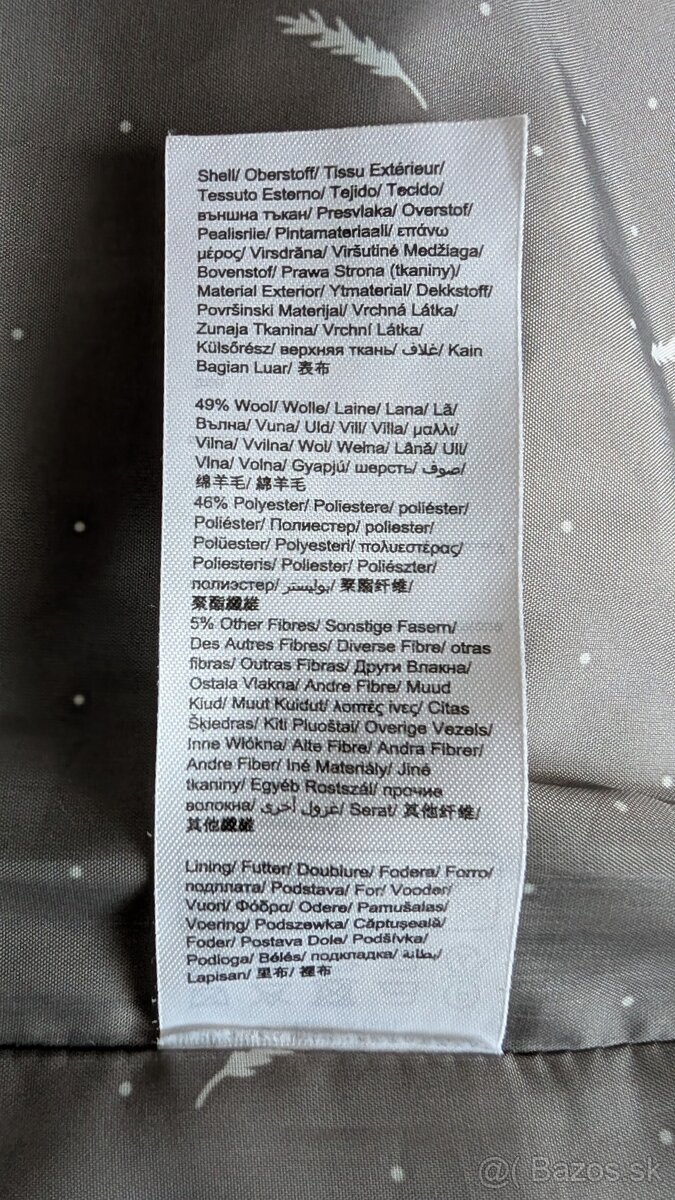 Shell/ Oberstoff/ Tissu Extérieur/
Tessuto Esterno/ Tejido/ Tecido/
външна тъкан/ Presvlaka/ Overstof/
Pealisriie/ Pintamateriaali/ επάνω
μέρος/ Virsdrāna/ Viršutinė Medžiaga/
Bovenstof/ Prawa Strona (tkaniny)/
Material Exterior/ Ytmaterial/ Dekkstoff/
Površinski Materijal/ Vrchná Látka/
Zunaja Tkanina/ Vrchní Látka/
Külsőrész/ верхняя ткань/ غلاف/ Kain
Bagian Luar/ 表布
49% Wool/ Wolle/ Laine/ Lana/ Lã/
Вълна/ Vuna/ Uld/ Vill/ Villa/ μαλλι/
Vilna/ Vvilna/ Wol/ Wełna/ Lână/ Ull/
Vlna/ Volna/ Gyapjú/ шерсть/ صوف/
绵羊毛/ 綿羊毛
46% Polyester/ Poliestere/ poliéster/
Poliéster/ Полиестер/ poliester/
Polüester/ Polyesteri/ πολυεστέρας/
Poliesteris/ Poliester/ Poliészter/
полиэстер/ بوليستر/ 聚酯纤维/
聚酯纖維
5% Other Fibres/ Sonstige Fasern/
Des Autres Fibres/ Diverse Fibre/ otras
fibras/ Outras Fibras/ Други Влакна/
Ostala Vlakna/ Andre Fibre/ Muud
Kiud/ Muut Kuidut/ λοιπές ίνες/ Citas
Šķiedras/ Kiti Pluoštai/ Overige Vezels/
Inne Włókna/ Alte Fibre/ Andra Fibrer/
Andre Fiber/ Iné Materiály/ Jiné
tkaniny/ Egyéb Rostszál/ прочие
волокна/ غزول أخرى/ Serat/ 其他纤维/
其他纖維
Lining/ Futter/ Doublure/ Fodera/ Forro/
подплата/ Podstava/ For/ Vooder/
Vuori/ Φόδρα/ Odere/ Pamušalas/
Voering/ Podszewka/ Căptuşeală/
Foder/ Postava Dole/ Podšívka/
Podloga/ Bélés/ подкладка/ بطانة/
Lapisan/ 里布/ 裡布
@( Bazos.sk